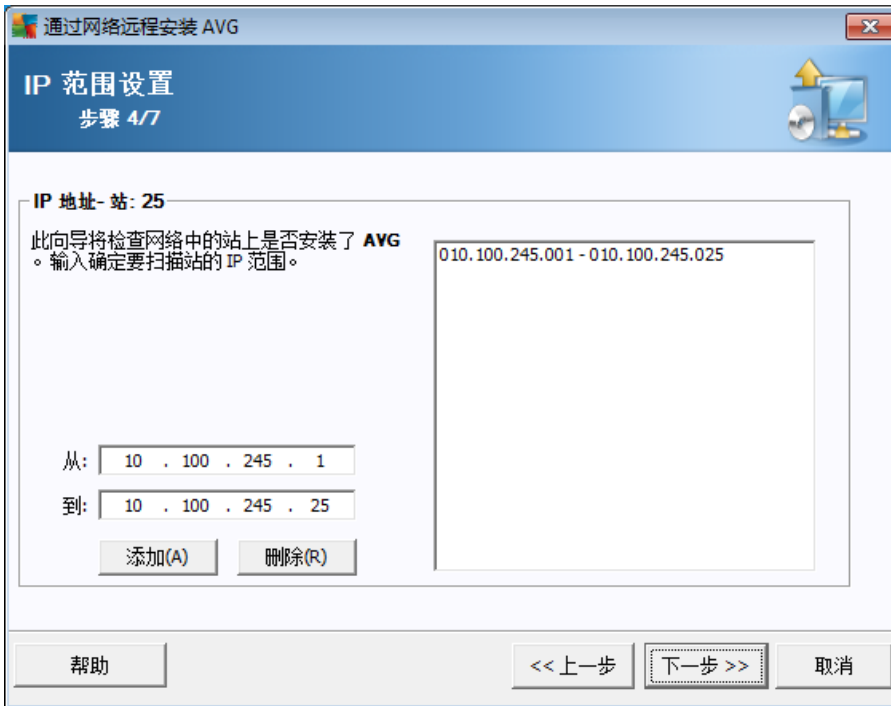 通过网络远程安装 AVG
IP 范围设置
步骤 4/7
IP 地址- 站: 25
此向导将检查网络中的站上是否安装了 AVG
。输入确定要扫描站的 IP 范围。
010.100.245.001 - 010.100.245.025
从: 10 . 100 . 245 . 1
到: 10 . 100 . 245 . 25
添加(A) 删除(R)
帮助 << 上一步 下一步 >> 取消